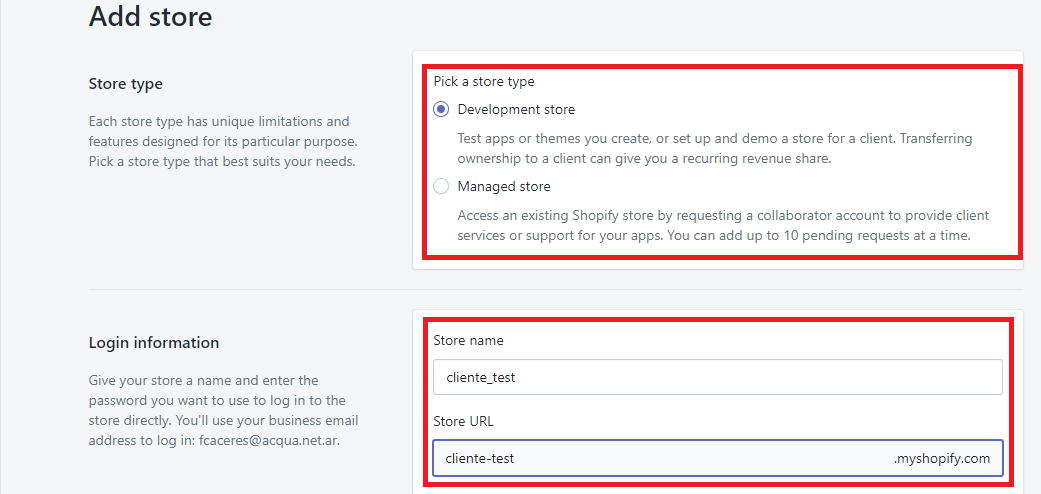 Add store
Store type
Each store type has unique limitations and
features designed for its particular purpose.
Pick a store type that best suits your needs.
Pick a store type
Development store
Test apps or themes you create, or set up and demo a store for a client. Transferring
ownership to a client can give you a recurring revenue share.
Managed store
Access an existing Shopify store by requesting a collaborator account to provide client
services or support for your apps. You can add up to 10 pending requests at a time.
Login information
Give your store a name and enter the
password you want to use to log in to the
store directly. You'll use your business email
address to log in: fcaceres@acqua.net.ar.
Store name
cliente_test
Store URL
cliente-test .myshopify.com